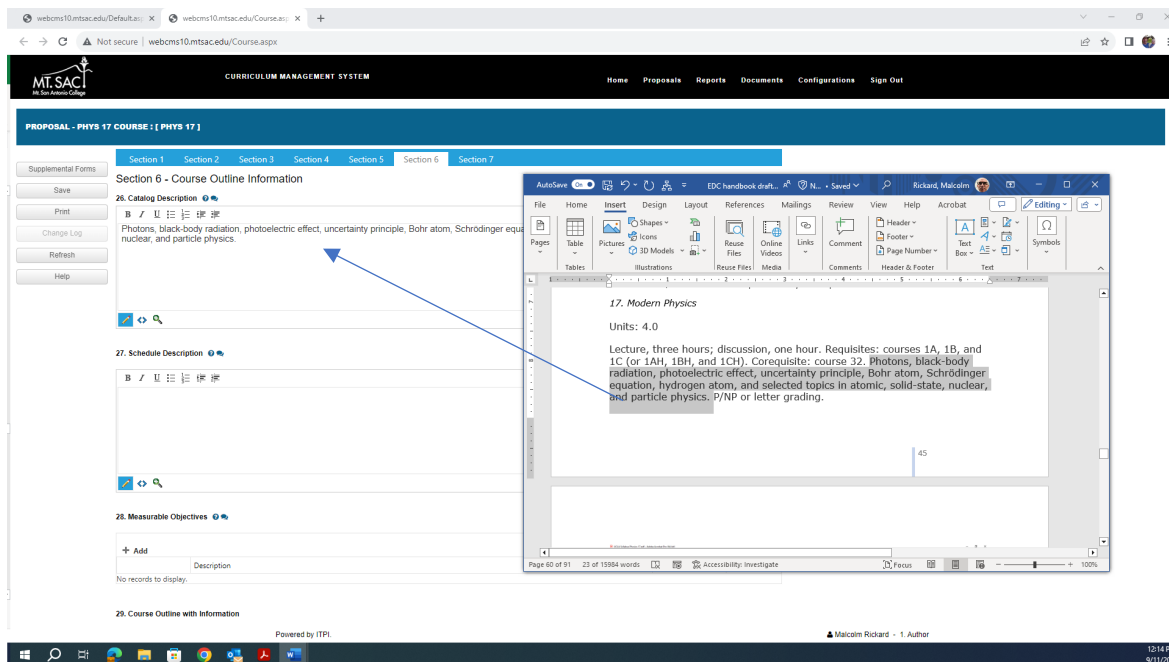 webcms10.mtsac.edu/Default.as
webcms10.mtsac.edu/Course.asp
Not secure | webcms10.mtsac.edu/Course.aspx
MT. SAC
Mt. San Antonio College
CURRICULUM MANAGEMENT SYSTEM
Home Proposals Reports Documents Configurations Sign Out
PROPOSAL - PHYS 17 COURSE : [ PHYS 17 ]
Supplemental Forms
Save
Print
Change Log
Refresh
Help
Section 1 Section 2 Section 3 Section 4 Section 5 Section 6 Section 7
Section 6 - Course Outline Information
26. Catalog Description
B I U
Photons, black-body radiation, photoelectric effect, uncertainty principle, Bohr atom, Schrödinger equa
nuclear, and particle physics.
27. Schedule Description
B I U
28. Measurable Objectives
+ Add
Description
No records to display.
29. Course Outline with Information
Powered by ITPI.
Malcolm Rickard - 1. Author
AutoSave On
EDC handbook draft...
N... • Saved
Rickard, Malcolm
File Home Insert Design Layout References Mailings Review View Help Acrobat
Editing
Pages
Table
Tables
Pictures
Shapes
Icons
3D Models
Illustrations
Reuse Files
Reuse Files
Online Videos
Media
Links
Comment
Comments
Header
Footer
Page Number
Header & Footer
Text Box
Text
Symbols
17. Modern Physics
Units: 4.0
Lecture, three hours; discussion, one hour. Requisites: courses 1A, 1B, and
1C (or 1AH, 1BH, and 1CH). Corequisite: course 32. Photons, black-body
radiation, photoelectric effect, uncertainty principle, Bohr atom, Schrödinger
equation, hydrogen atom, and selected topics in atomic, solid-state, nuclear,
and particle physics. P/NP or letter grading.
45
Page 60 of 91 23 of 15984 words Accessibility: Investigate Focus 100%
12:14 P
9/11/20